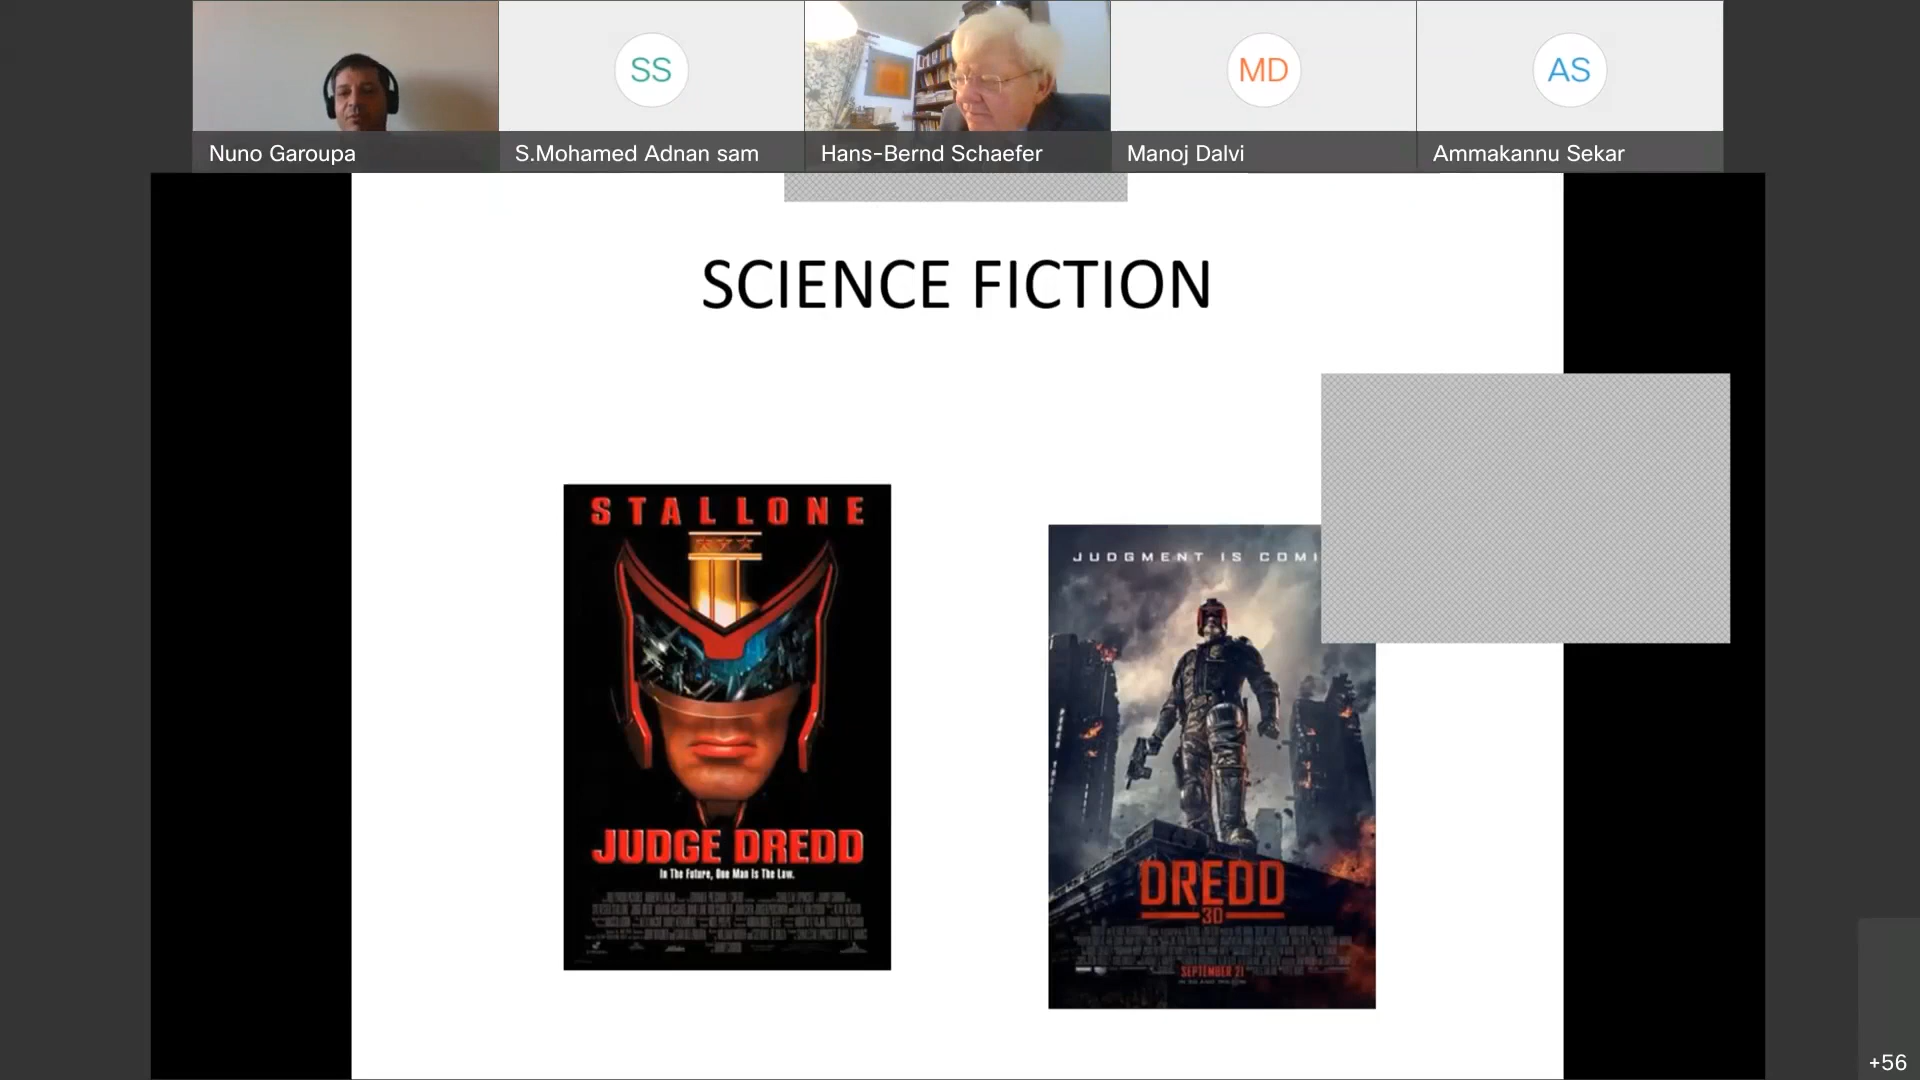 SS
MD
AS
Nuno Garoupa
S.Mohamed Adnan sam
Hans-Bernd Schaefer
Manoj Dalvi
Ammakannu Sekar
SCIENCE FICTION
STALLONE
JUDGE DREDD
In The Future, One Man Is The Law.
JUDGMENT IS COMI
DREDD
3D
SEPTEMBER 21
+56